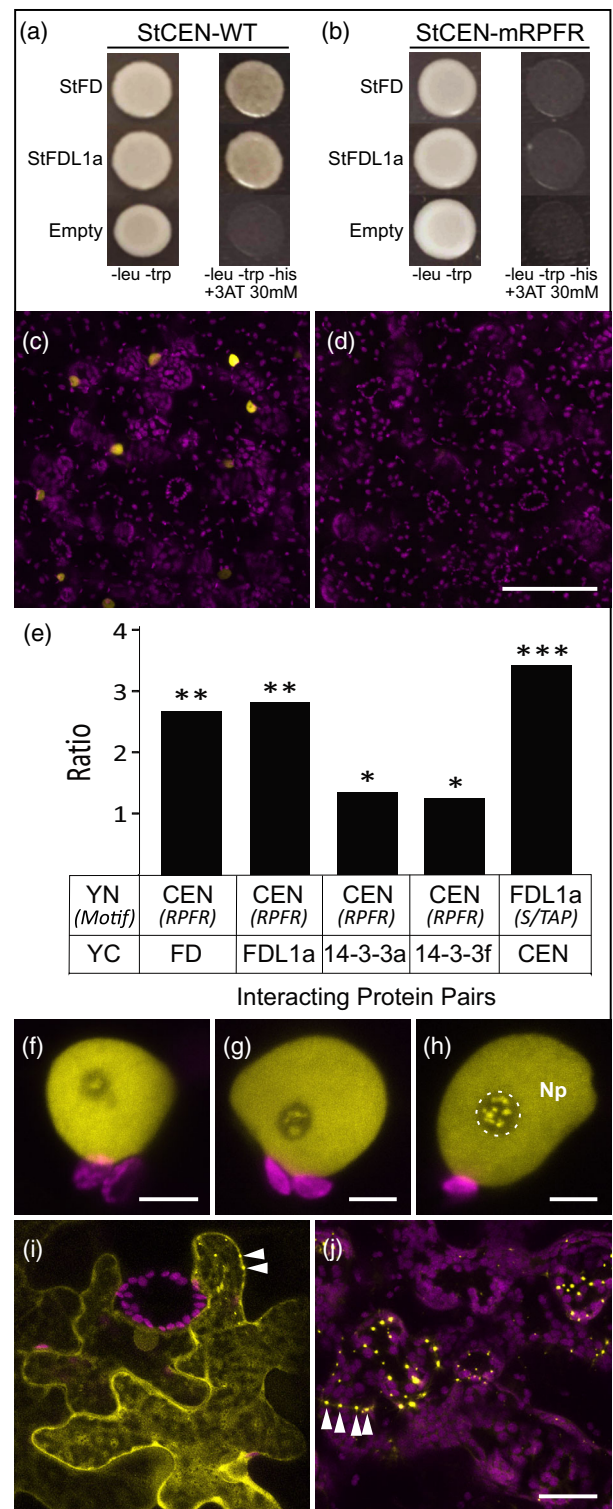 (a) StCEN-WT
(b) StCEN-mRPFR
StFD
StFDL1a
Empty
-leu -trp
-leu -trp -his
+3AT 30mM
StFD
StFDL1a
Empty
-leu -trp
-leu -trp -his
+3AT 30mM
(c)
(d)
(e)
4
3
2
1
Ratio
** ** * * ***
YN CEN CEN CEN CEN FDL1a
(Motif) (RPFR) (RPFR) (RPFR) (RPFR) (S/TAP)
YC FD FDL1a 14-3-3a 14-3-3f CEN
Interacting Protein Pairs
(f)
(g)
(h)
Np
(i)
(j)